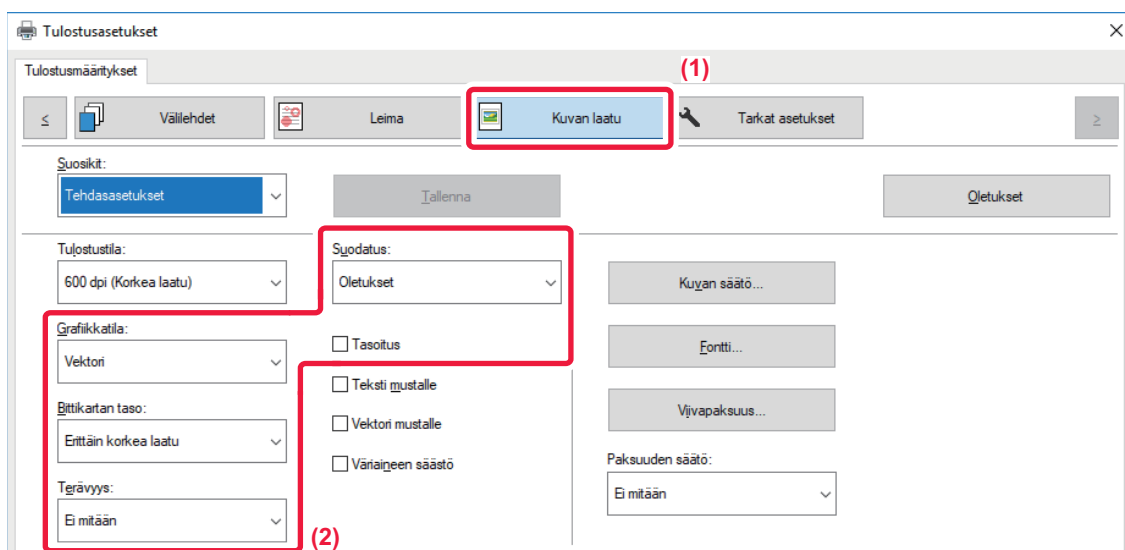 Tulostusasetukset
Tulostusmääritykset
(1)
<
Välilehdet
Leima
Kuvan laatu
Tarkat asetukset
>
Suosikit:
Tehdasasetukset
Tallenna
Oletukset
Tulostustila:
600 dpi (Korkea laatu)
Suodatus:
Oletukset
Kuvan säätö...
Grafiikkatila:
Vektori
Tasoitus
Fontti...
Teksti mustalle
Bittikartan taso:
Erittäin korkea laatu
Vektori mustalle
Viivapaksuus...
Väriaineen säästö
Paksuuden säätö:
Ei mitään
Terävyys:
Ei mitään
(2)